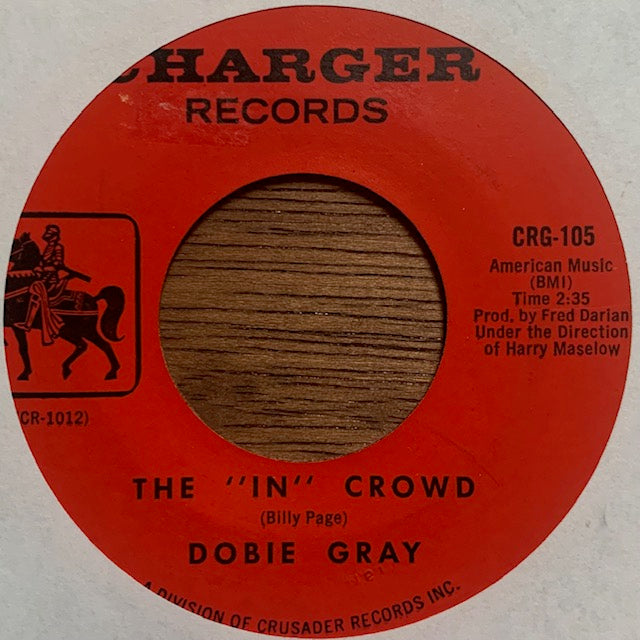 CHARGER
RECORDS
CRG-105
American Music
(BMI)
Time 2:35
Prod. by Fred Darian
Under the Direction
of Harry Maselow
CR-1012)
THE "IN" CROWD
(Billy Page)
DOBIE GRAY
A DIVISION OF CRUSADER RECORDS INC.